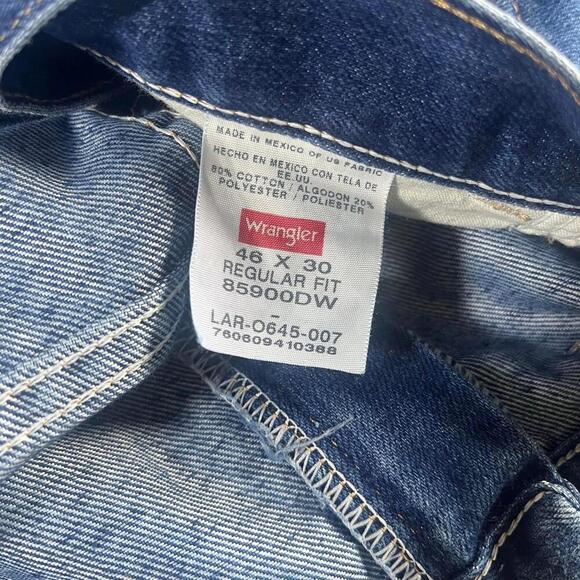 MADE IN MEXICO OF US FABRIC
HECHO EN MEXICO CON TELA DE
EE.UU.
80% COTTON / ALGODON 20%
POLYESTER / POLIESTER
Wrangler
46 X 30
REGULAR FIT
85900DW
-
LAR-O645-007
760609410388